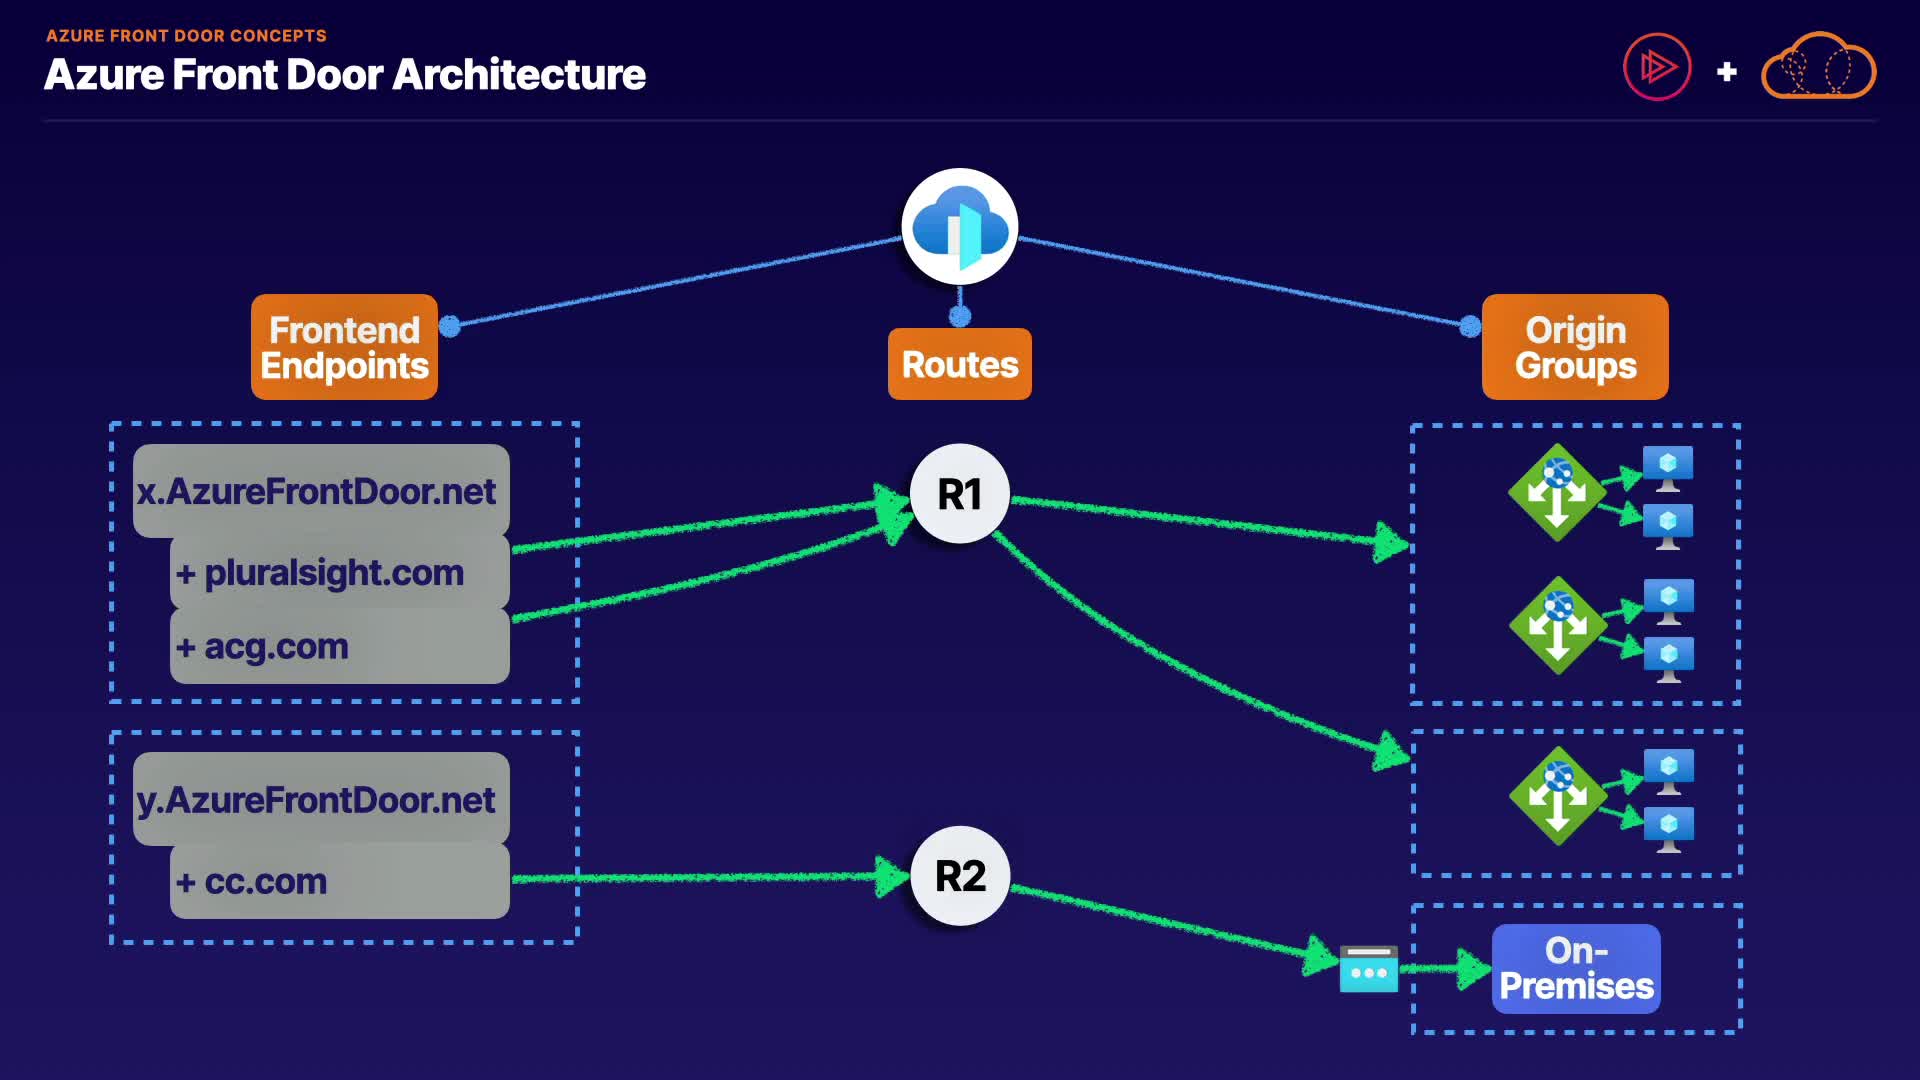 AZURE FRONT DOOR CONCEPTS
Azure Front Door Architecture
+
Frontend
Endpoints
Routes
Origin
Groups
x.AzureFrontDoor.net
+ pluralsight.com
+ acg.com
R1
y.AzureFrontDoor.net
+ cc.com
R2
On-
Premises